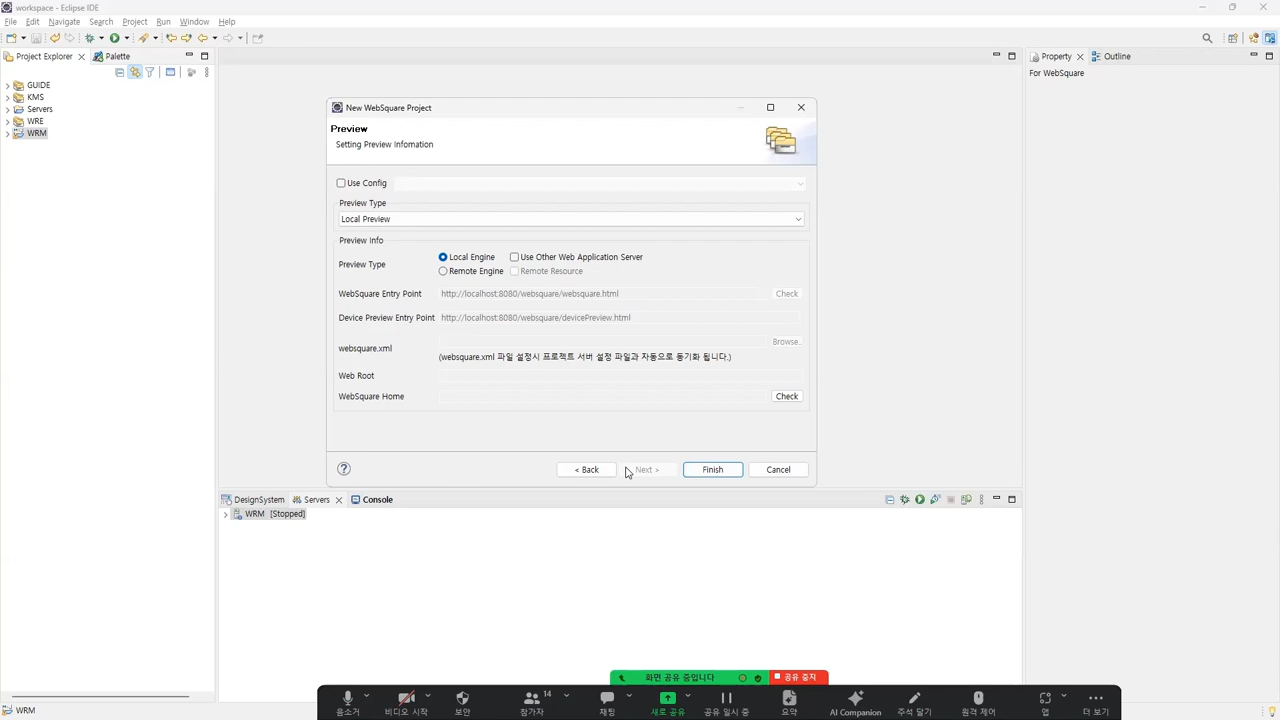 workspace - Eclipse IDE
File Edit Navigate Search Project Run Window Help
Project Explorer Palette
Property Outline
For WebSquare
GUIDE
KMS
Servers
WRE
WRM
New WebSquare Project
Preview
Setting Preview Infomation
Use Config
Preview Type
Local Preview
Preview Info
Preview Type
Local Engine Use Other Web Application Server
Remote Engine Remote Resource
WebSquare Entry Point http://localhost:8080/websquare/websquare.html Check
Device Preview Entry Point http://localhost:8080/websquare/devicePreview.html
websquare.xml Browse..
(websquare.xml 파일 설정시 프로젝트 서버 설정 파일과 자동으로 동기화 됩니다.)
Web Root
WebSquare Home Check
? < Back Next > Finish Cancel
DesignSystem Servers Console
WRM [Stopped]
화면 공유 중입니다 공유 중지
14
음소거 비디오 시작 보안 참가자 채팅 새로 공유 공유 일시 중 요약 AI Companion 주석 달기 원격 제어 앱 더 보기
WRM